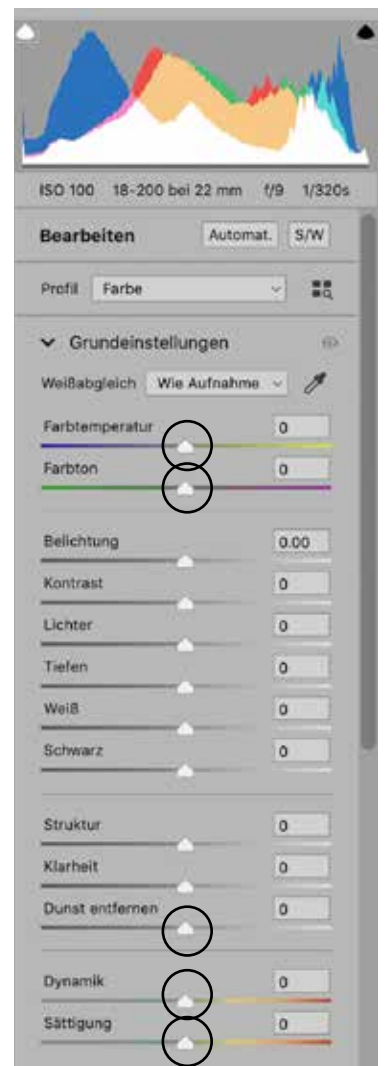 ISO 100 18-200 bei 22 mm f/9 1/320s
Bearbeiten Automat. S/W
Profil Farbe
Grundeinstellungen
Weißabgleich Wie Aufnahme
Farbtemperatur 0
Farbton 0
Belichtung 0.00
Kontrast 0
Lichter 0
Tiefen 0
Weiß 0
Schwarz 0
Struktur 0
Klarheit 0
Dunst entfernen 0
Dynamik 0
Sättigung 0